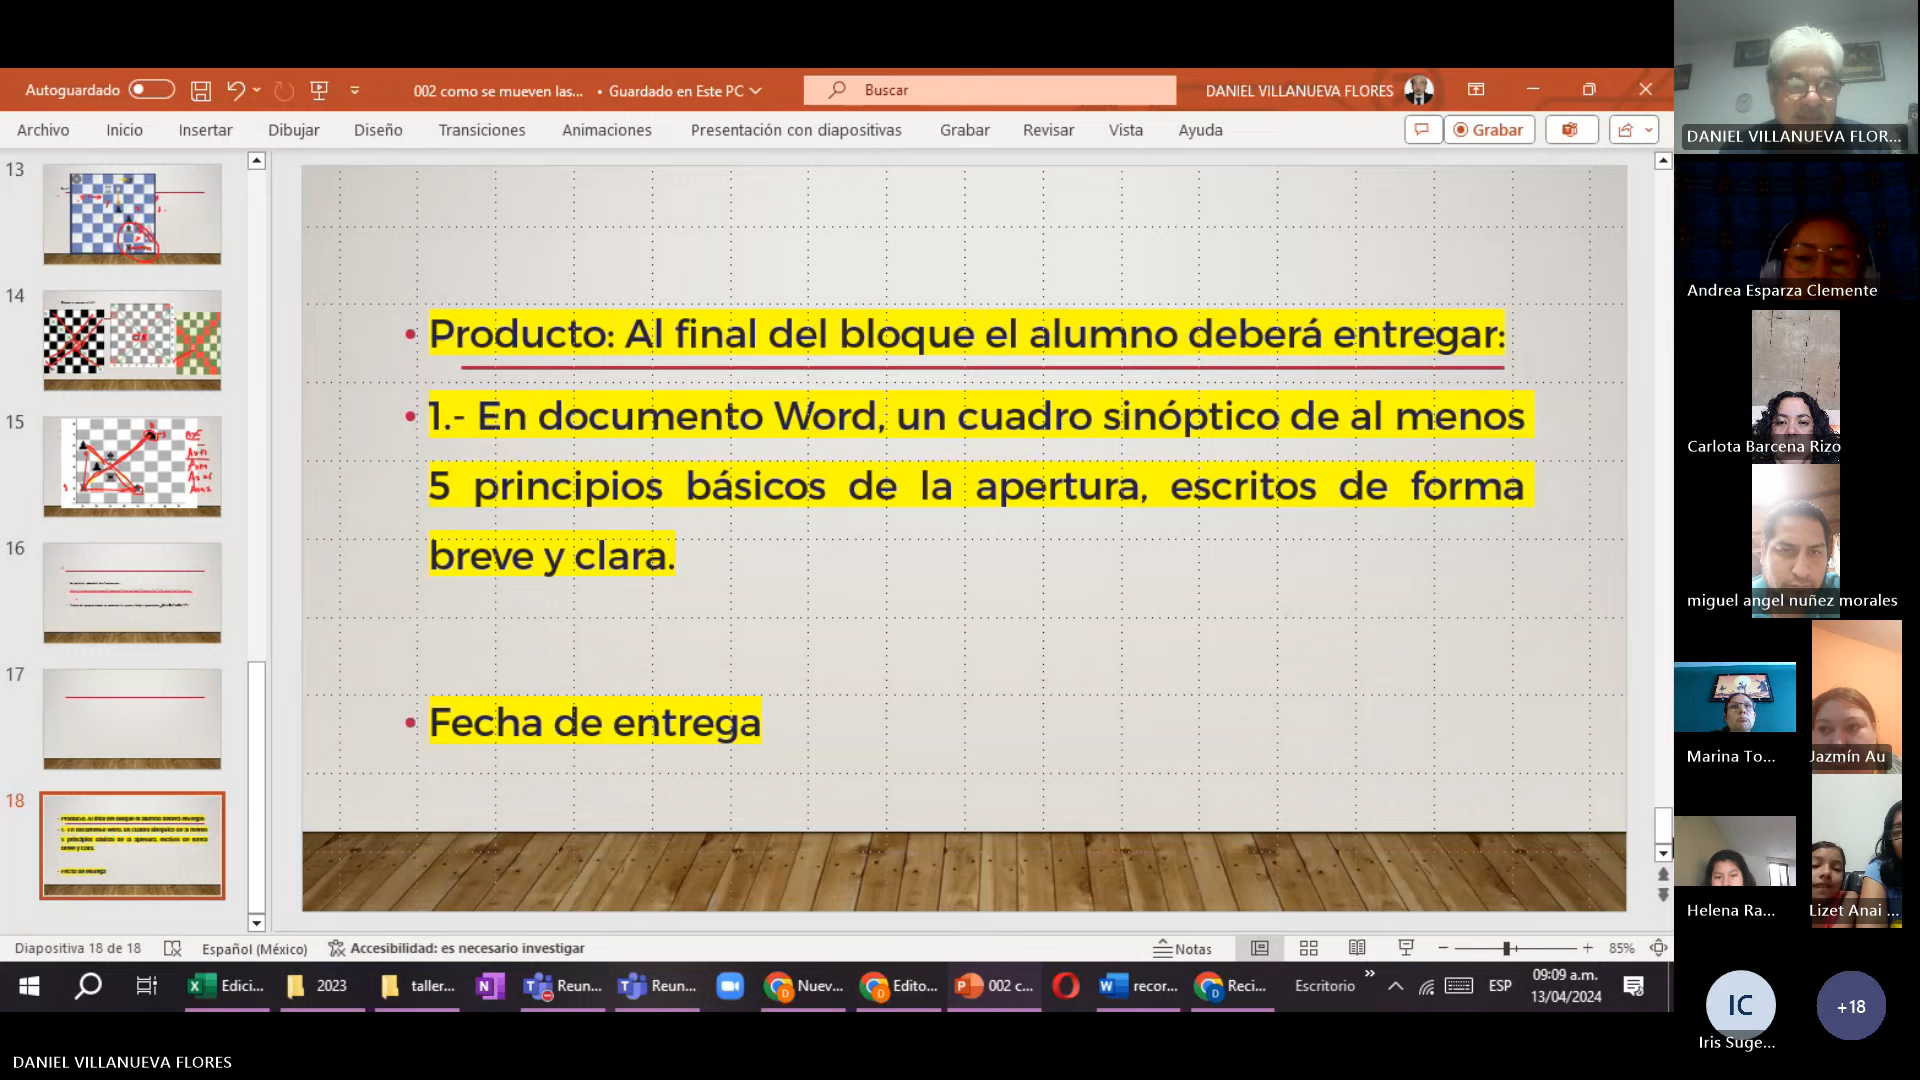 Autoguardado
002 como se mueven las... • Guardado en Este PC
Buscar
DANIEL VILLANUEVA FLORES
Archivo Inicio Insertar Dibujar Diseño Transiciones Animaciones Presentación con diapositivas Grabar Revisar Vista Ayuda
Grabar
13
14
15
16
17
18
• Producto: Al final del bloque el alumno deberá entregar:
• 1.- En documento Word, un cuadro sinóptico de al menos
5 principios básicos de la apertura, escritos de forma
breve y clara.
• Fecha de entrega
Diapositiva 18 de 18
Español (México)
Accesibilidad: es necesario investigar
Notas
85%
Edici...
2023
taller...
Reun...
Reun...
Nuev...
Edito...
002 c...
recor...
Reci...
Escritorio
ESP
09:09 a.m.
13/04/2024
DANIEL VILLANUEVA FLORES
DANIEL VILLANUEVA FLOR...
Andrea Esparza Clemente
Carlota Barcena Rizo
miguel angel nuñez morales
Marina To...
Jazmín Au
Helena Ra...
Lizet Anai ...
IC
Iris Suge...
+18